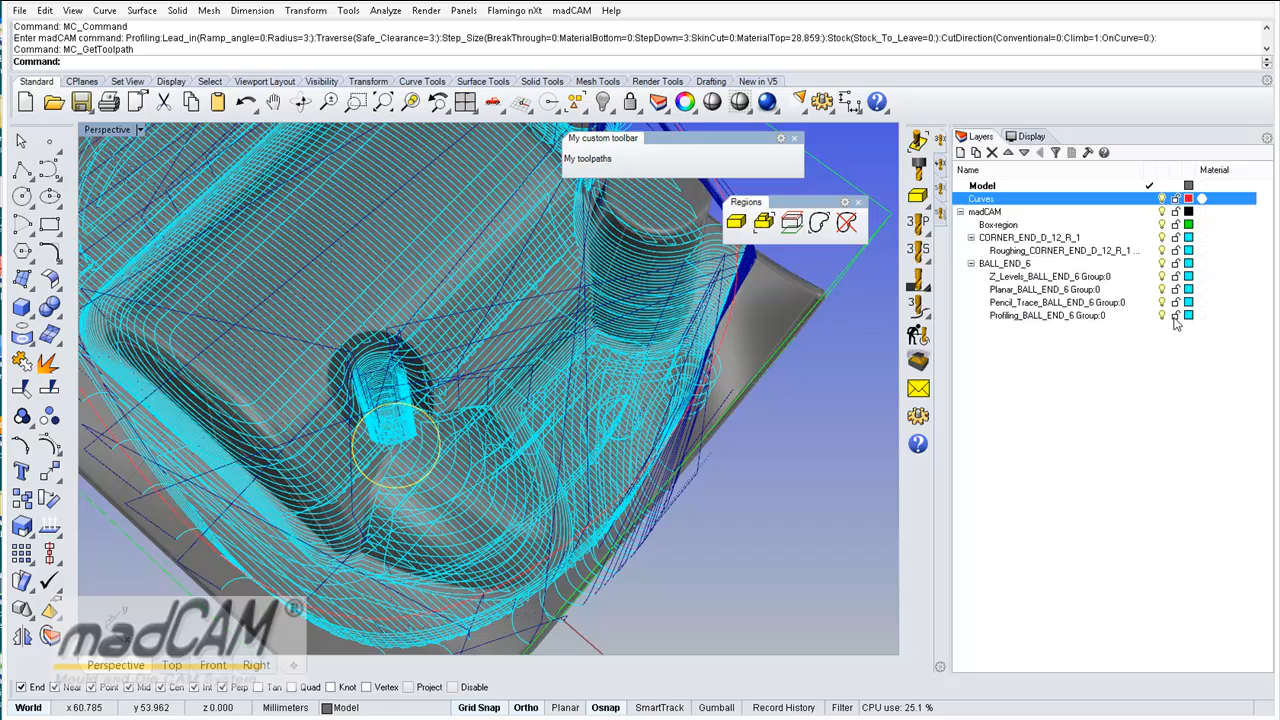 File Edit View Curve Surface Solid Mesh Dimension Transform Tools Analyze Render Panels Flamingo nXt madCAM Help
Command: MC_Command
Enter madCAM command: Profiling:Lead_in(Ramp_angle=0:Radius=3;):Traverse(Safe_Clearance=3;):Step_Size(BreakThrough=0:MaterialBottom=0:StepDown=3:SkinCut=0:MaterialTop=28.859;):Stock(Stock_To_Leave=0;):CutDirection(Conventional=0:Climb=1:OnCurve=0;):
Command: MC_GetToolpath
Command:
Standard CPlanes Set View Display Select Viewport Layout Visibility Transform Curve Tools Surface Tools Solid Tools Mesh Tools Render Tools Drafting New in V5
Perspective
My custom toolbar
My toolpaths
Regions
Layers Display
Name Material
Model
Curves
madCAM
Box-region
CORNER_END_D_12_R_1
Roughing_CORNER_END_D_12_R_1 ...
BALL_END_6
Z_Levels_BALL_END_6 Group:0
Planar_BALL_END_6 Group:0
Pencil_Trace_BALL_END_6 Group:0
Profiling_BALL_END_6 Group:0
madCAM®
Mould and Die CAM System
Perspective Top Front Right
End Near Point Mid Cen Int Perp Tan Quad Knot Vertex Project Disable
World x 60.785 y 53.962 z 0.000 Millimeters Model Grid Snap Ortho Planar Osnap SmartTrack Gumball Record History Filter CPU use: 25.1 %